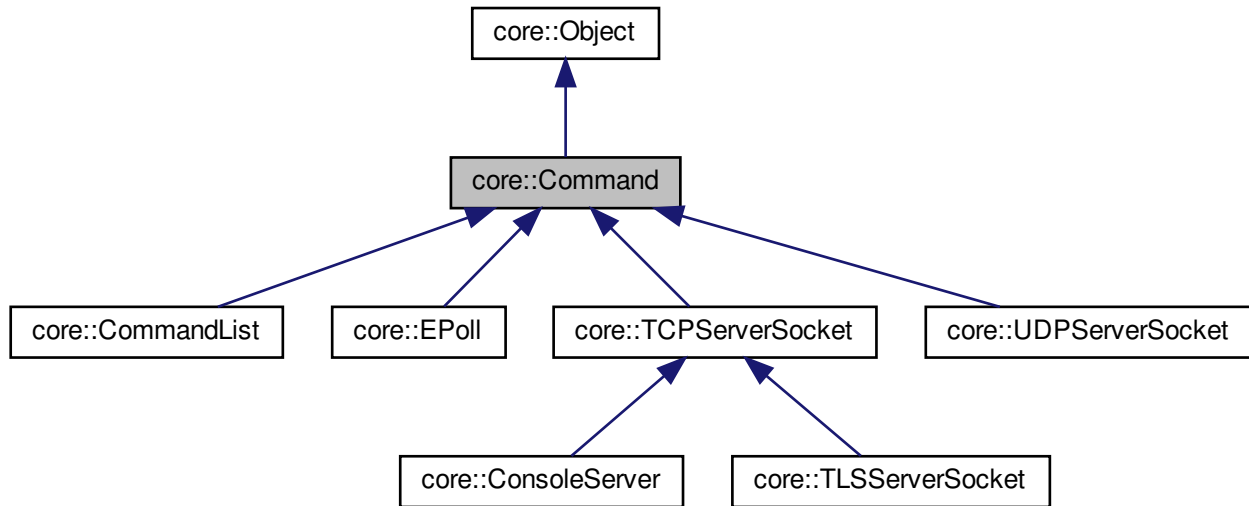 core::Object
core::Command
core::CommandList
core::EPoll
core::TCPServerSocket
core::UDPServerSocket
core::ConsoleServer
core::TLSServerSocket